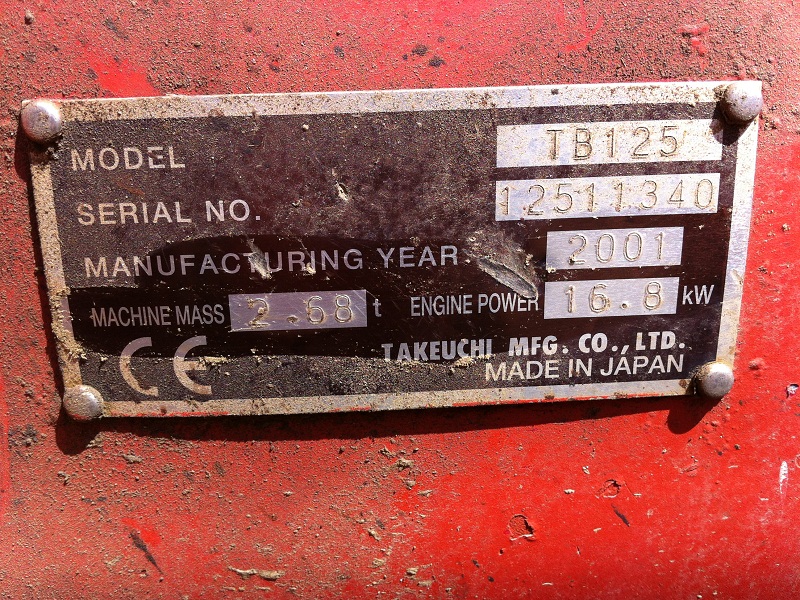 MODEL TB125
SERIAL NO. 12511340
MANUFACTURING YEAR 2001
MACHINE MASS 2.68 t ENGINE POWER 16.8 kW
TAKEUCHI MFG. CO., LTD.
CE MADE IN JAPAN